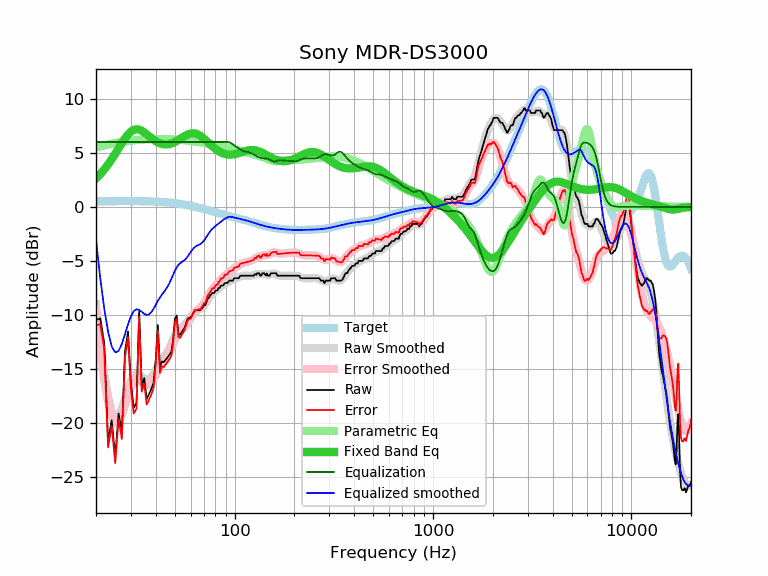 Sony MDR-DS3000
10
5
0
−5
−10
−15
−20
−25
Amplitude (dBr)
Target
Raw Smoothed
Error Smoothed
Raw
Error
Parametric Eq
Fixed Band Eq
Equalization
Equalized smoothed
100 1000 10000
Frequency (Hz)